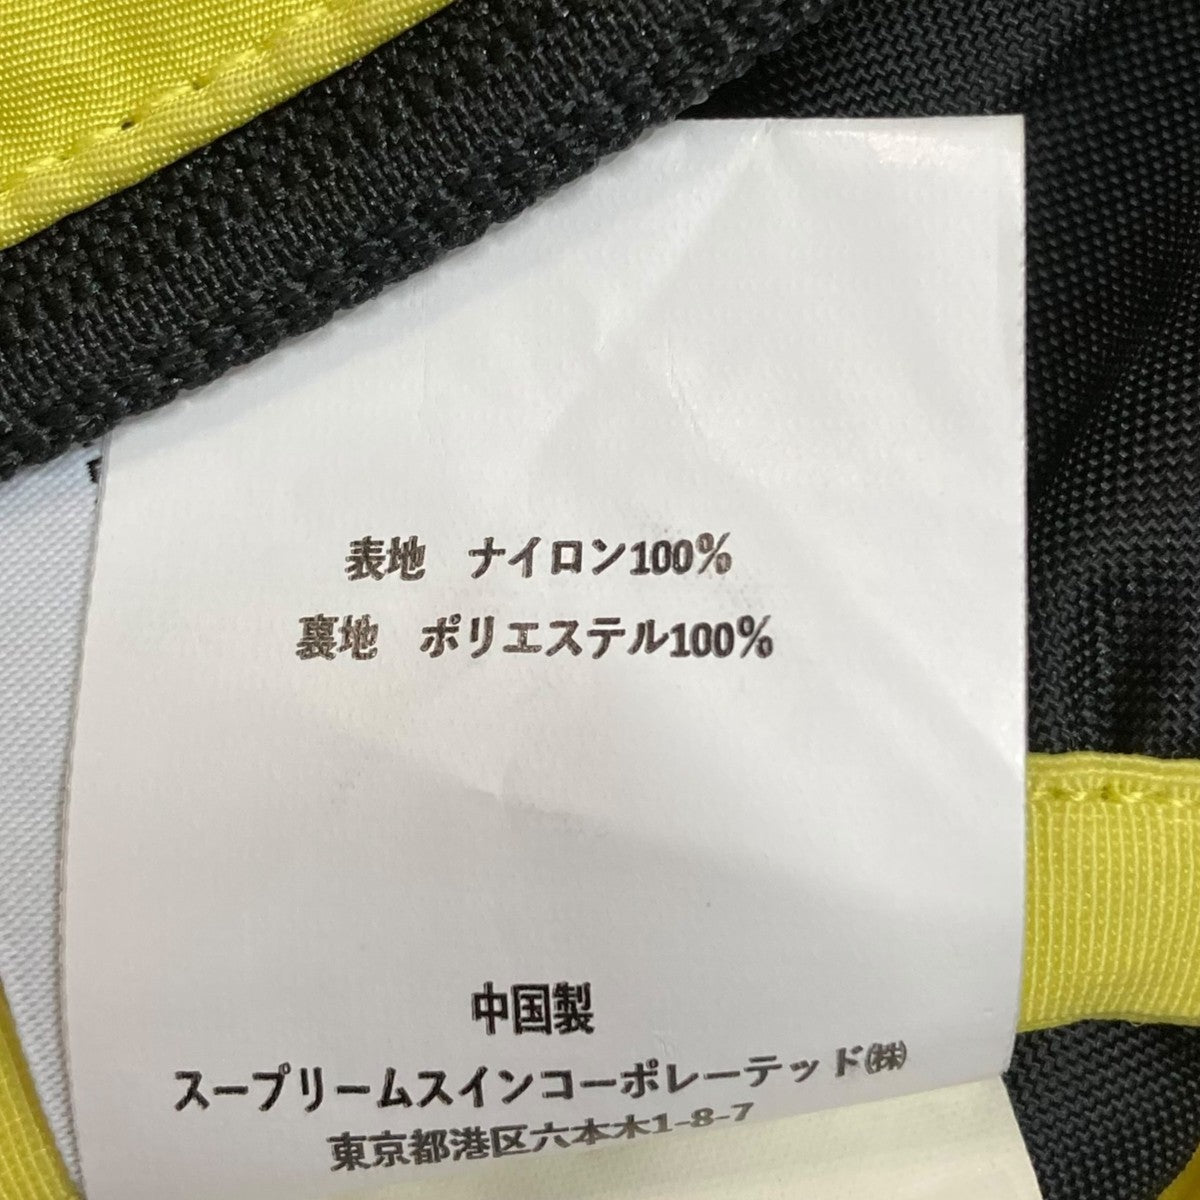 表地　ナイロン100%
裏地　ポリエステル100%
中国製
スープリームスインコーポレーテッド㈱
東京都港区六本木1-8-7